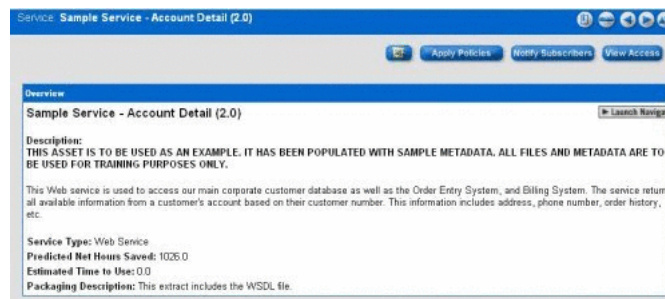 Service: Sample Service - Account Detail (2.0)
Apply Policies Notify Subscribers View Access
Overview
Sample Service - Account Detail (2.0)
Launch Naviga
Description:
THIS ASSET IS TO BE USED AS AN EXAMPLE. IT HAS BEEN POPULATED WITH SAMPLE METADATA. ALL FILES AND METADATA ARE TO
BE USED FOR TRAINING PURPOSES ONLY.
This Web service is used to access our main corporate customer database as well as the Order Entry System, and Billing System. The service return
all available information from a customer's account based on their customer number. This information includes address, phone number, order history,
etc.
Service Type: Web Service
Predicted Net Hours Saved: 1026.0
Estimated Time to Use: 0.0
Packaging Description: This extract includes the WSDL file.